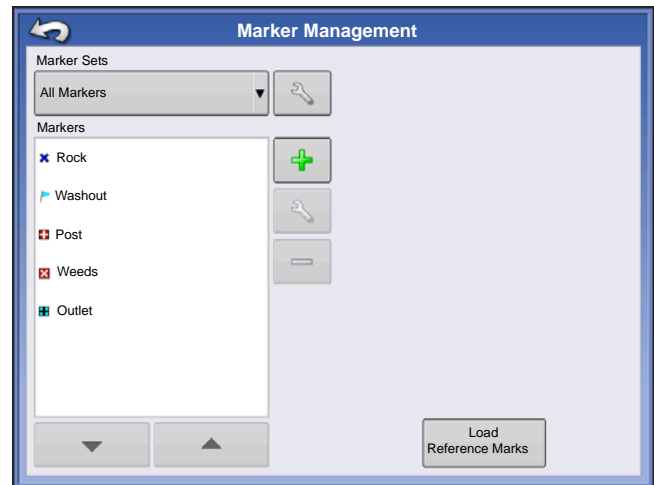 Marker Management
Marker Sets
All Markers
Markers
Rock
Washout
Post
Weeds
Outlet
Load
Reference Marks